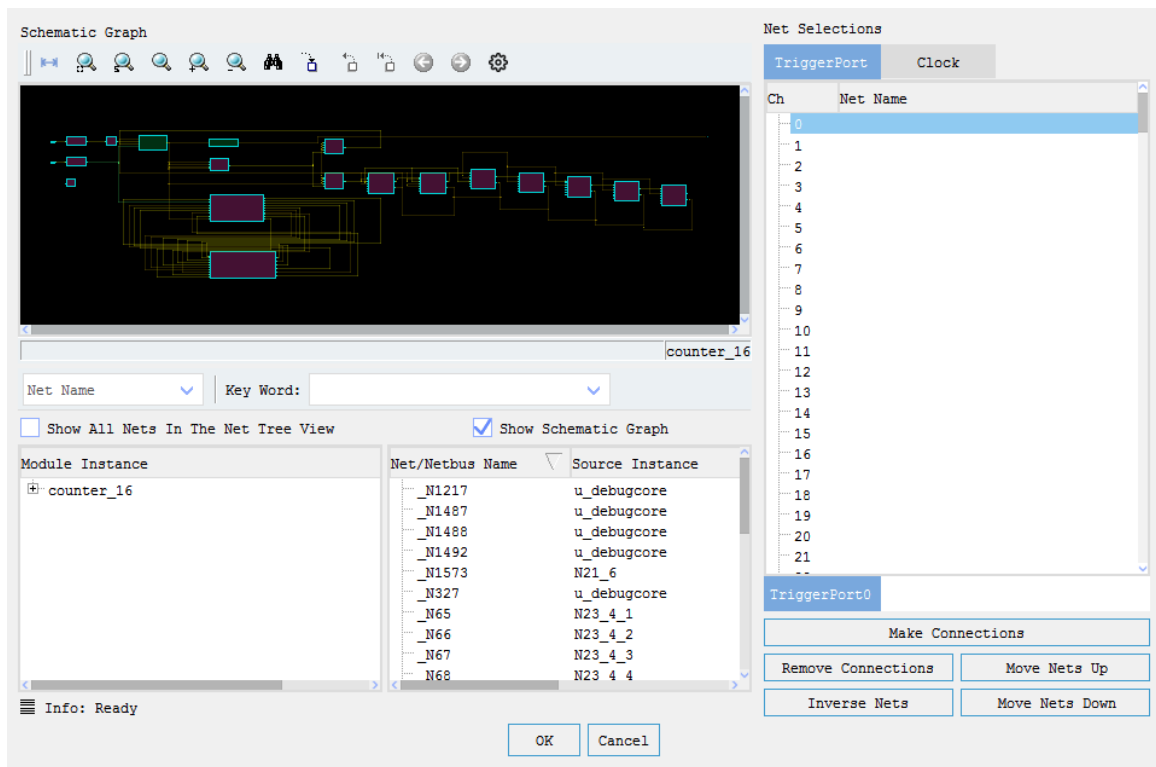 Schematic Graph
counter_16
Net Name
Key Word:
Show All Nets In The Net Tree View
Show Schematic Graph
Module Instance
counter_16
Net/Netbus Name Source Instance
_N1217 u_debugcore
_N1487 u_debugcore
_N1488 u_debugcore
_N1492 u_debugcore
_N1573 N21_6
_N327 u_debugcore
_N65 N23_4_1
_N66 N23_4_2
_N67 N23_4_3
_N68 N23_4_4
Info: Ready
OK
Cancel
Net Selections
TriggerPort Clock
Ch Net Name
0
1
2
3
4
5
6
7
8
9
10
11
12
13
14
15
16
17
18
19
20
21
TriggerPort0
Make Connections
Remove Connections
Move Nets Up
Inverse Nets
Move Nets Down